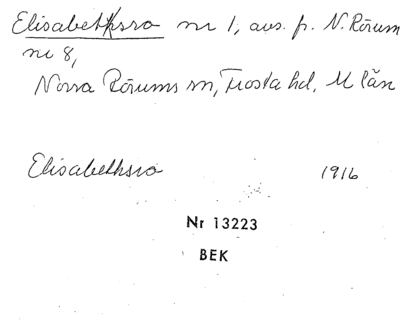 Elisabethsro nr 1, avs. fr. N. Rörum
nr 8,
Norra Rörums sn, Frosta hd, M län
Elisabethsro 1916
Nr 13223
BEK